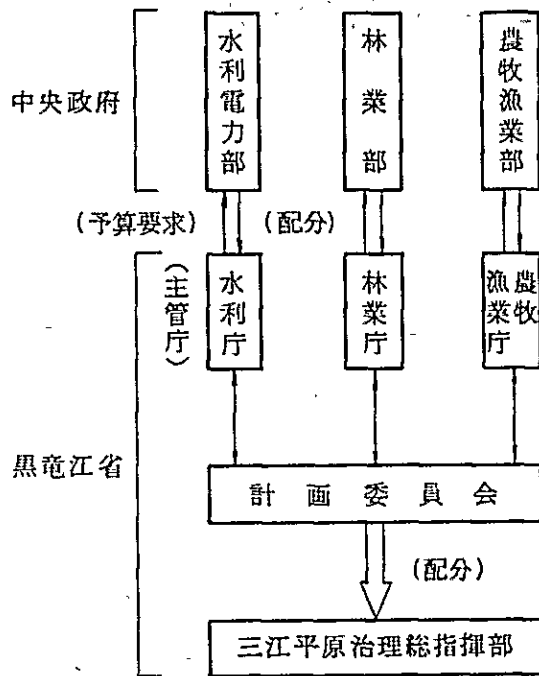 中央政府
水利電力部
林業部
農牧漁業部
(予算要求)
(配分)
黒竜江省
(主管庁)
水利庁
林業庁
農牧
漁業庁
計画委員会
(配分)
三江平原治理総指揮部